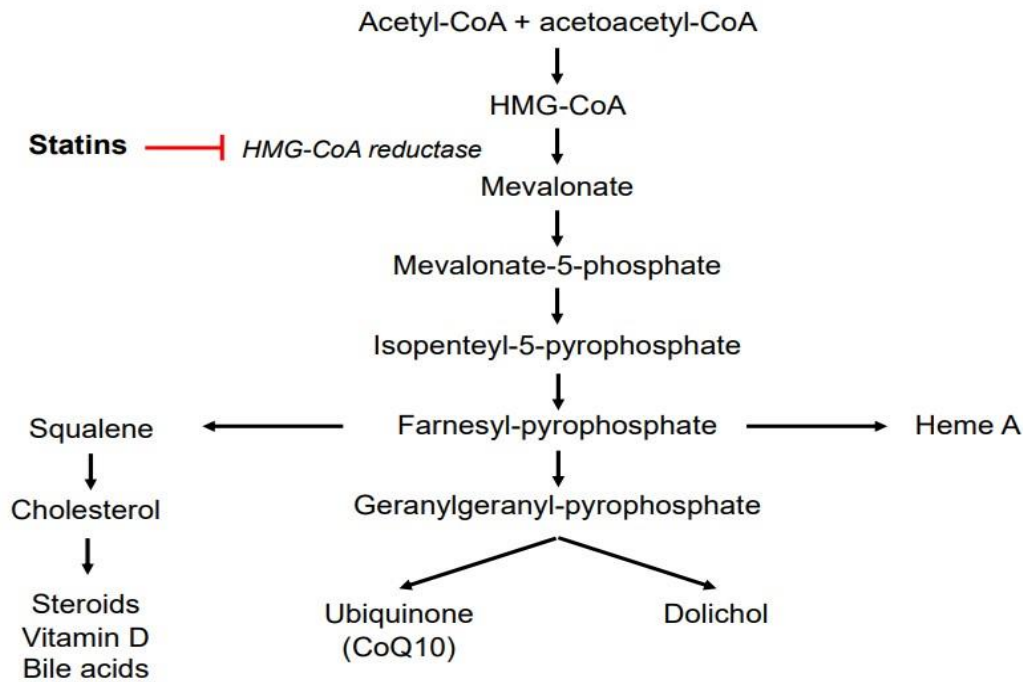 Acetyl-CoA + acetoacetyl-CoA
HMG-CoA
Statins
HMG-CoA reductase
Mevalonate
Mevalonate-5-phosphate
Isopenteyl-5-pyrophosphate
Squalene
Farnesyl-pyrophosphate
Heme A
Cholesterol
Geranylgeranyl-pyrophosphate
Steroids
Vitamin D
Bile acids
Ubiquinone
(CoQ10)
Dolichol